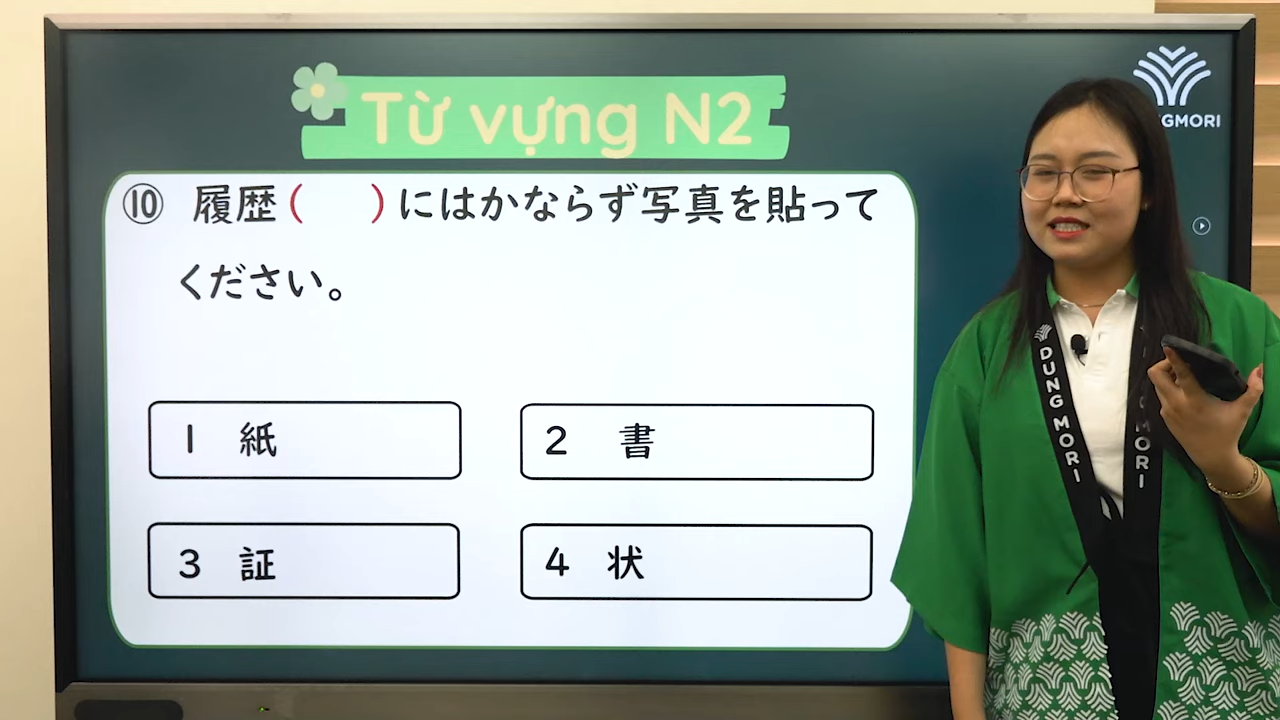 Từ vựng N2
⑩ 履歴( )にはかならず写真を貼って
ください。
1 紙
2 書
3 証
4 状
GMORI
DUNG MORI
MORI